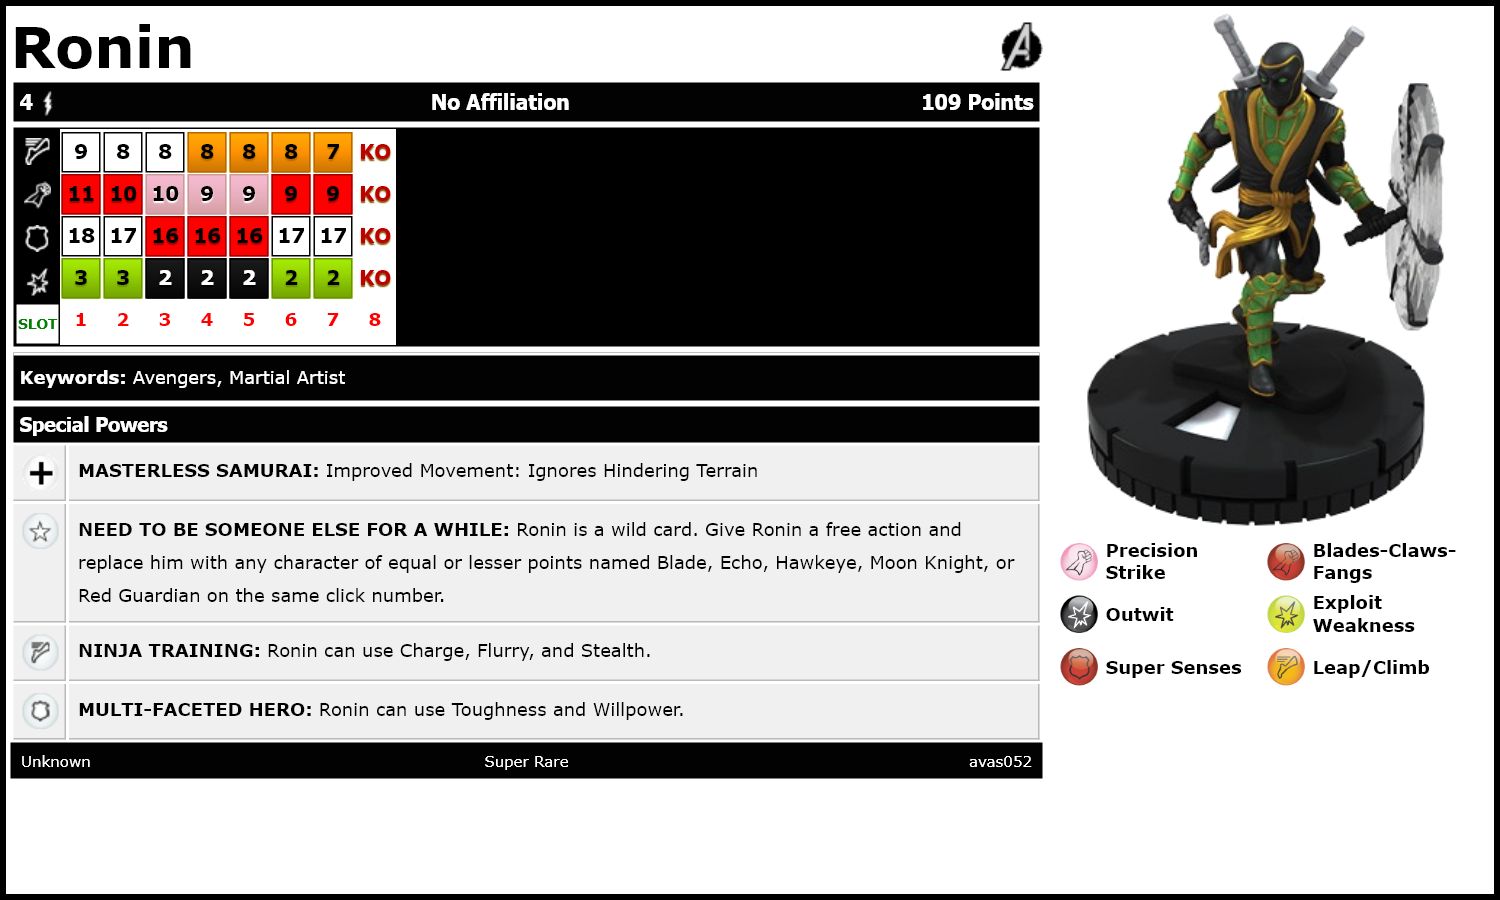 Ronin
4 No Affiliation 109 Points
9 8 8 8 8 8 7 KO
11 10 10 9 9 9 9 KO
18 17 16 16 16 17 17 KO
3 3 2 2 2 2 2 KO
SLOT 1 2 3 4 5 6 7 8
Keywords: Avengers, Martial Artist
Special Powers
MASTERLESS SAMURAI: Improved Movement: Ignores Hindering Terrain
NEED TO BE SOMEONE ELSE FOR A WHILE: Ronin is a wild card. Give Ronin a free action and
replace him with any character of equal or lesser points named Blade, Echo, Hawkeye, Moon Knight, or
Red Guardian on the same click number.
NINJA TRAINING: Ronin can use Charge, Flurry, and Stealth.
MULTI-FACETED HERO: Ronin can use Toughness and Willpower.
Unknown Super Rare avas052
Precision
Strike
Blades-Claws-
Fangs
Outwit
Exploit
Weakness
Super Senses
Leap/Climb